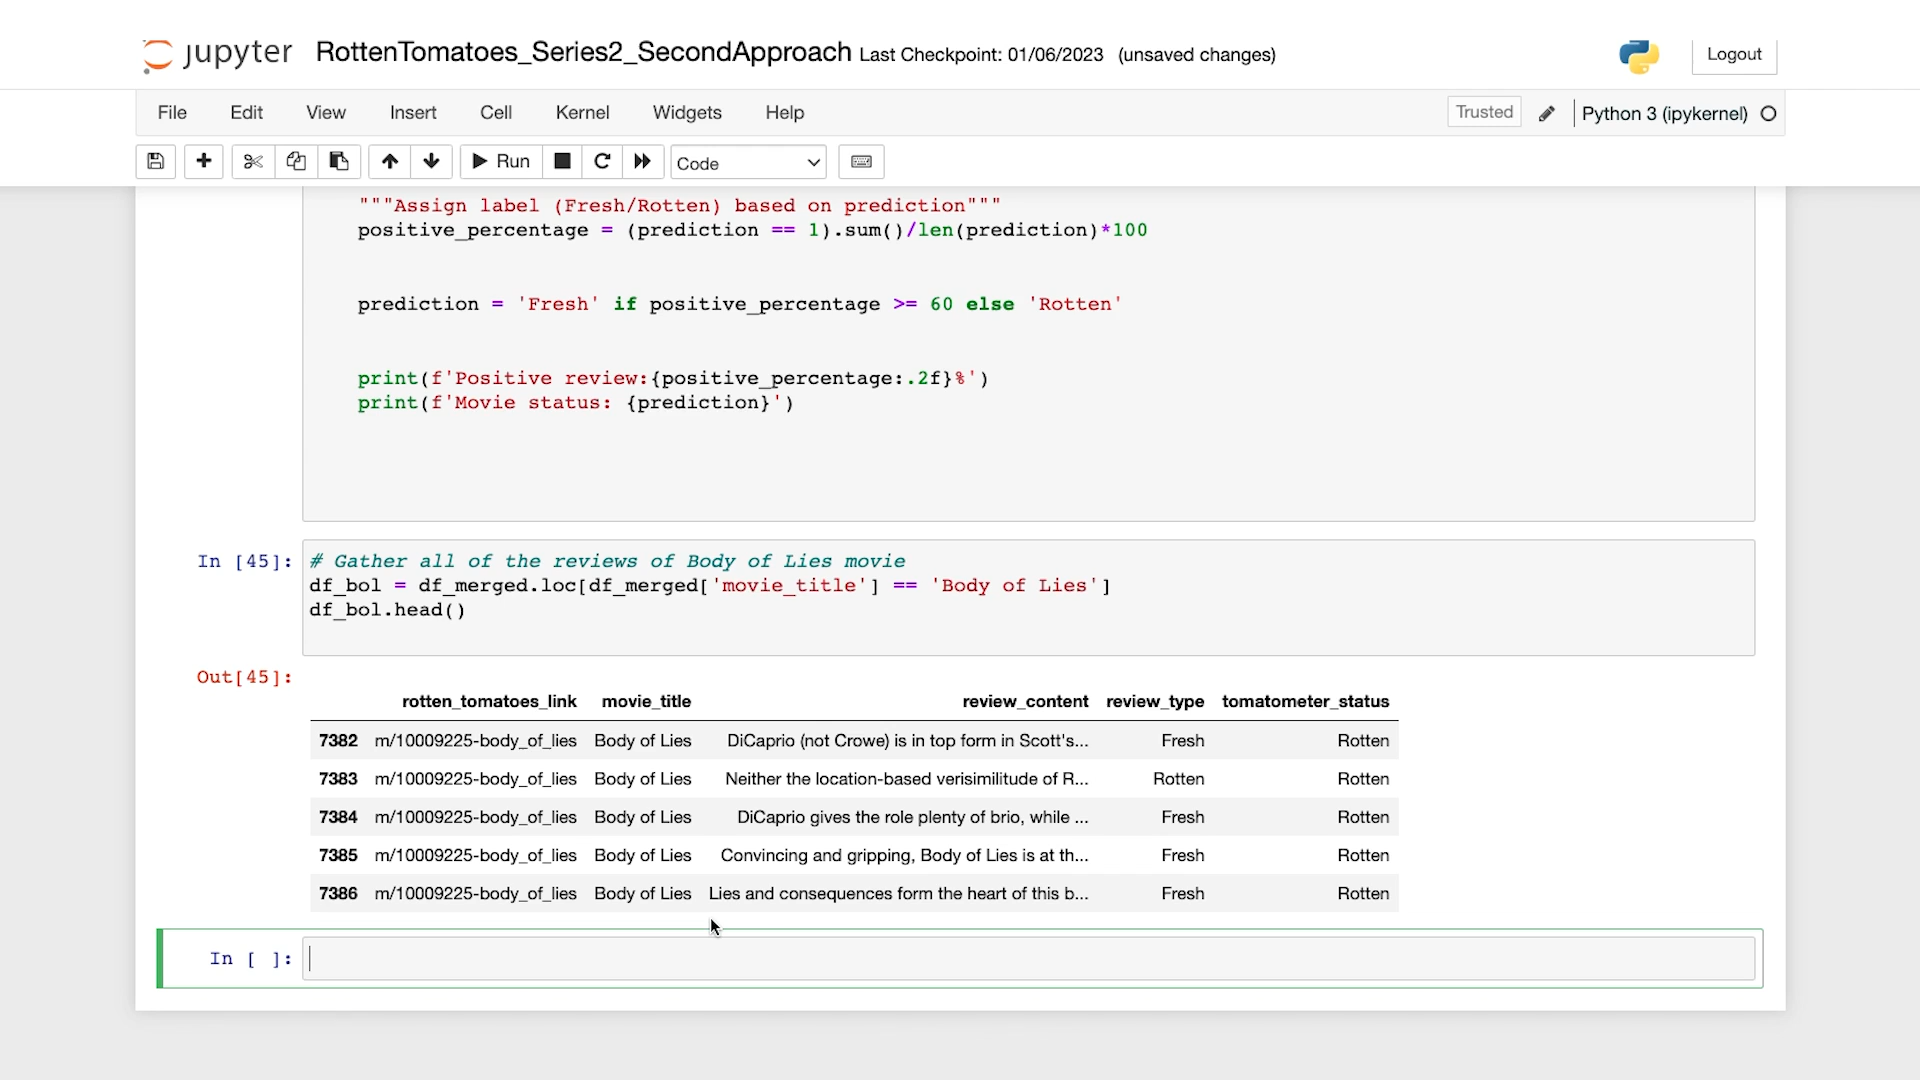 jupyter RottenTomatoes_Series2_SecondApproach Last Checkpoint: 01/06/2023 (unsaved changes) Logout
File Edit View Insert Cell Kernel Widgets Help Trusted Python 3 (ipykernel)
Run Code
"""Assign label (Fresh/Rotten) based on prediction"""
positive_percentage = (prediction == 1).sum()/len(prediction)*100
prediction = 'Fresh' if positive_percentage >= 60 else 'Rotten'
print(f'Positive review:{positive_percentage:.2f}%')
print(f'Movie status: {prediction}')
In [45]: # Gather all of the reviews of Body of Lies movie
df_bol = df_merged.loc[df_merged['movie_title'] == 'Body of Lies']
df_bol.head()
Out[45]:
rotten_tomatoes_link movie_title review_content review_type tomatometer_status
7382 m/10009225-body_of_lies Body of Lies DiCaprio (not Crowe) is in top form in Scott's... Fresh Rotten
7383 m/10009225-body_of_lies Body of Lies Neither the location-based verisimilitude of R... Rotten Rotten
7384 m/10009225-body_of_lies Body of Lies DiCaprio gives the role plenty of brio, while ... Fresh Rotten
7385 m/10009225-body_of_lies Body of Lies Convincing and gripping, Body of Lies is at th... Fresh Rotten
7386 m/10009225-body_of_lies Body of Lies Lies and consequences form the heart of this b... Fresh Rotten
In [ ]: